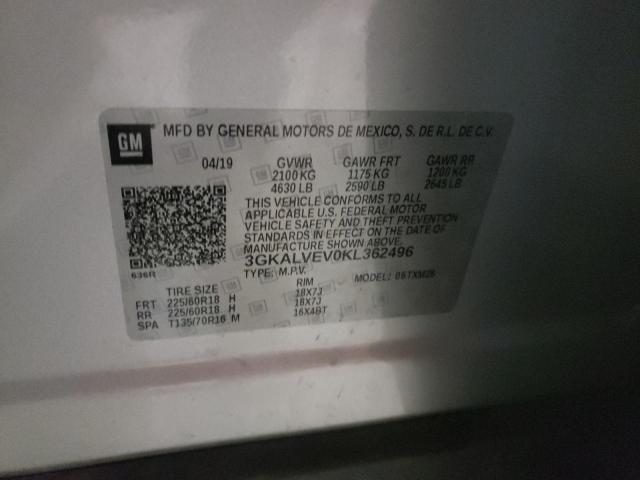 GM
MFD BY GENERAL MOTORS DE MEXICO, S. DE R.L. DE C.V.
04/19 GVWR GAWR FRT GAWR RR
2100 KG 1175 KG 1200 KG
4630 LB 2590 LB 2645 LB
THIS VEHICLE CONFORMS TO ALL
APPLICABLE U.S. FEDERAL MOTOR
VEHICLE SAFETY AND THEFT PREVENTION
STANDARDS IN EFFECT ON THE DATE OF
MANUFACTURE SHOWN ABOVE.
636R 3GKALVEV0KL362496
TYPE: M.P.V. MODEL: 06TXM26
TIRE SIZE RIM
FRT 225/60R18 H 18X7J
RR 225/60R18 H 18X7J
SPA T135/70R16 M 16X4BT